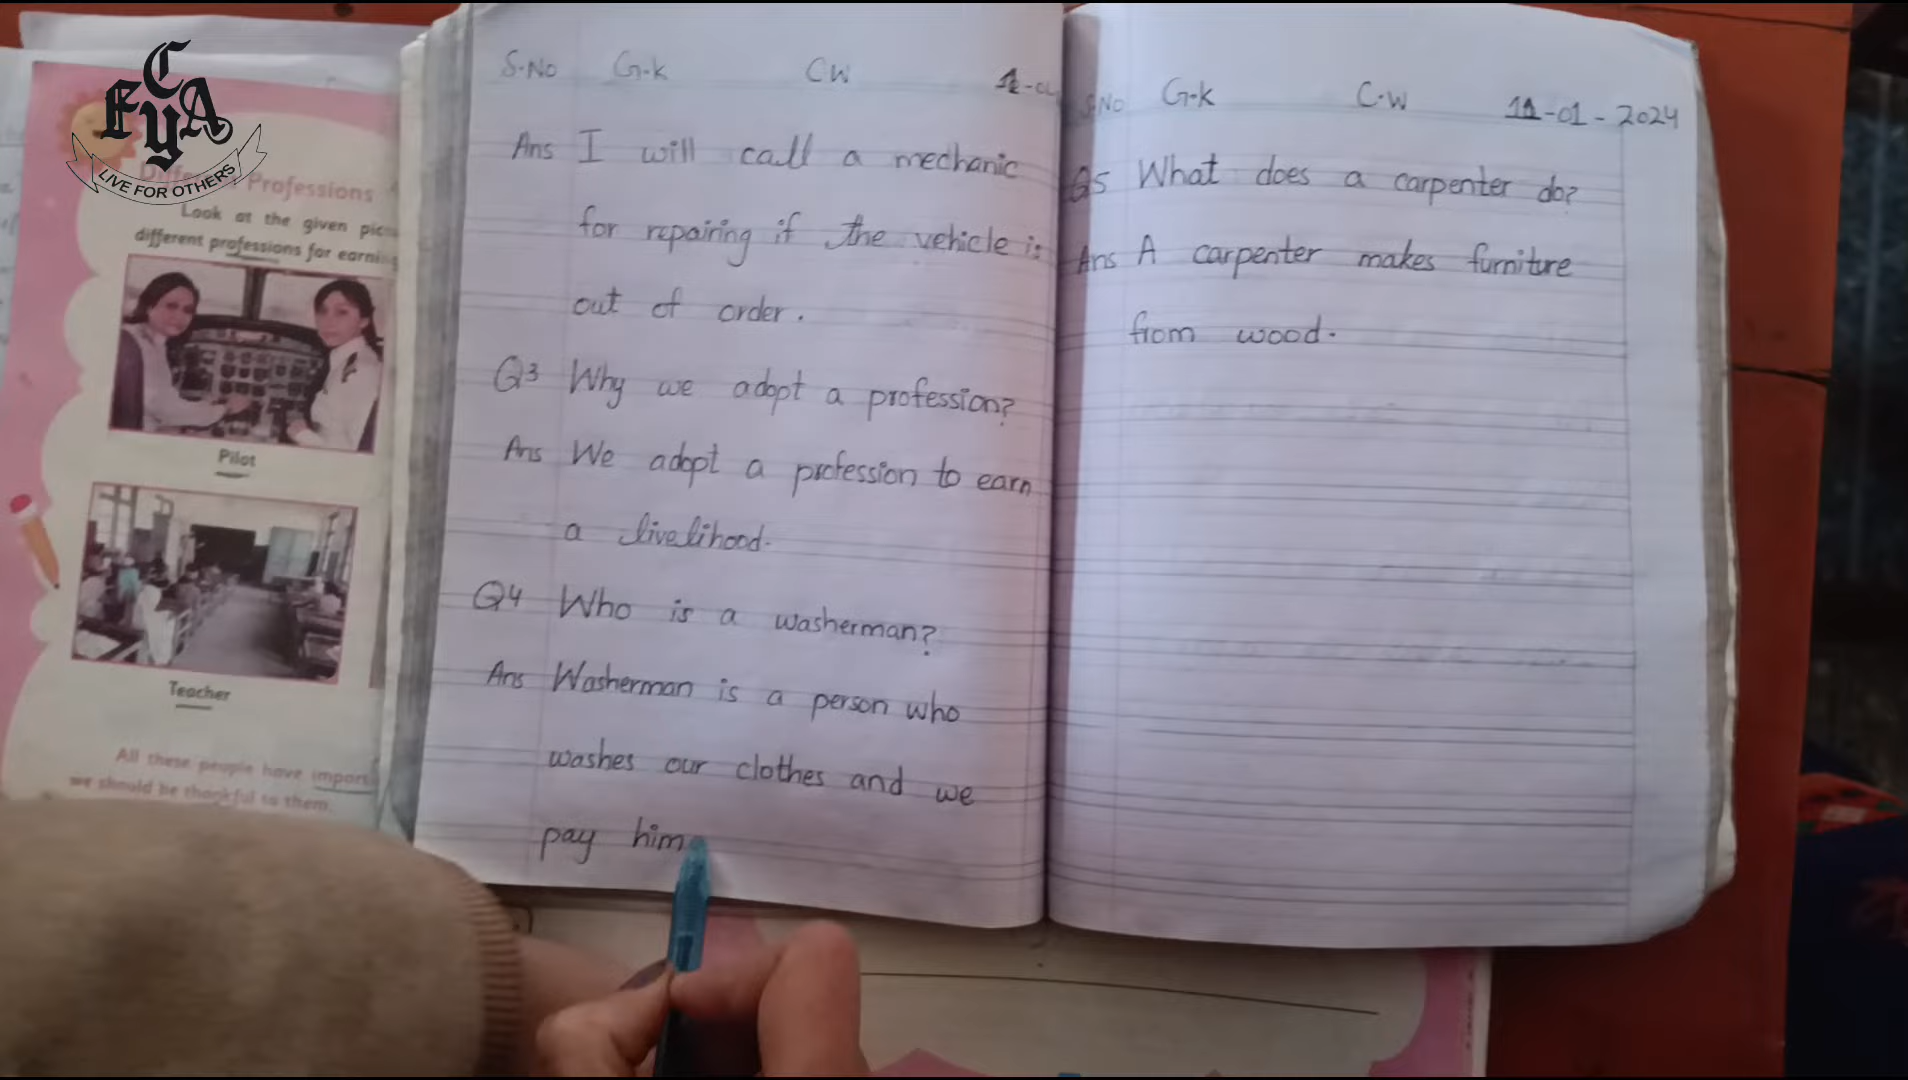 FCYA
LIVE FOR OTHERS
Professions
Look at the given
different professions for
Pilot
Teacher
All these people have
we should be thankful to them.
S.No G-K CW
Ans I will call a mechanic
for repairing if the vehicle is
out of order.
Q3 Why we adopt a profession?
Ans We adopt a profession to earn
a livelihood.
Q4 Who is a washerman?
Ans Washerman is a person who
washes our clothes and we
pay him
S.No G-K C.W 11-01-2024
Q5 What does a carpenter do?
Ans A carpenter makes furniture
from wood.